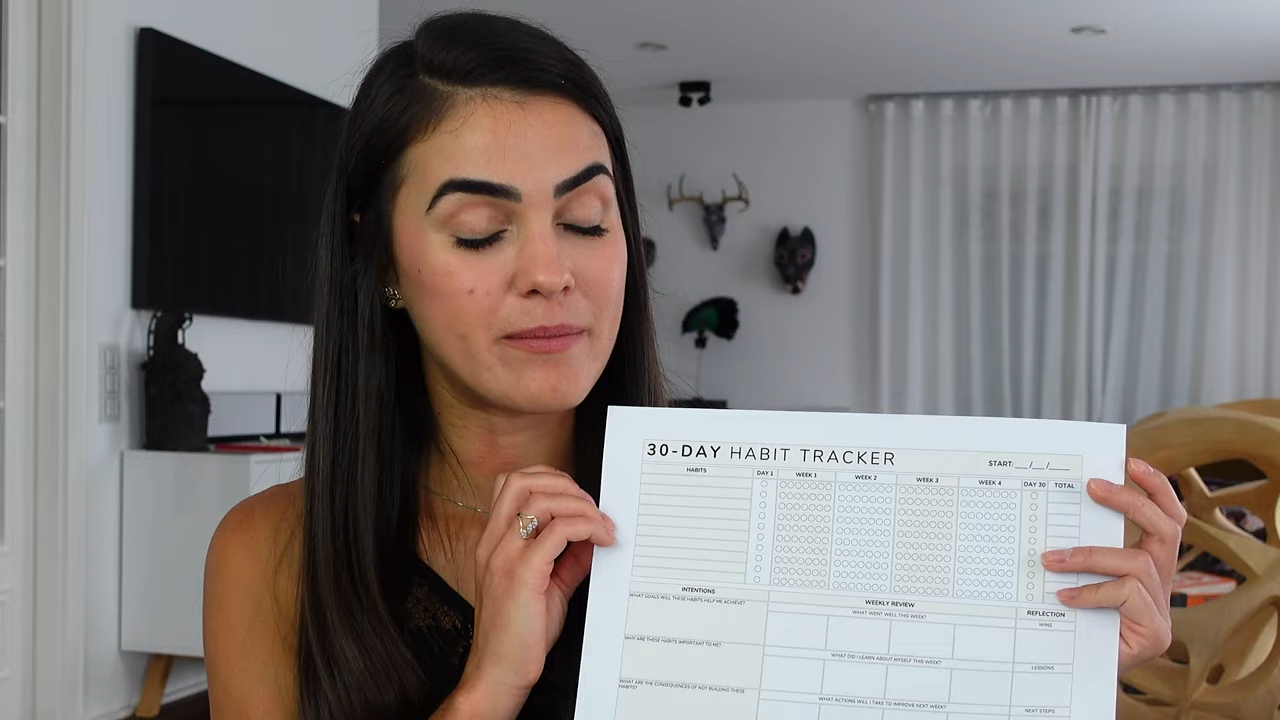 30-DAY HABIT TRACKER START: __/__/__
HABITS DAY 1 WEEK 1 WEEK 2 WEEK 3 WEEK 4 DAY 30 TOTAL
INTENTIONS WEEKLY REVIEW REFLECTION
WHAT GOALS WILL THESE HABITS HELP ME ACHIEVE? WHAT WENT WELL THIS WEEK? WINS
WHY ARE THESE HABITS IMPORTANT TO ME? WHAT DID I LEARN ABOUT MYSELF THIS WEEK? LESSONS
WHAT ARE THE CONSEQUENCES OF NOT BUILDING THESE HABITS? WHAT ACTIONS WILL I TAKE TO IMPROVE NEXT WEEK? NEXT STEPS